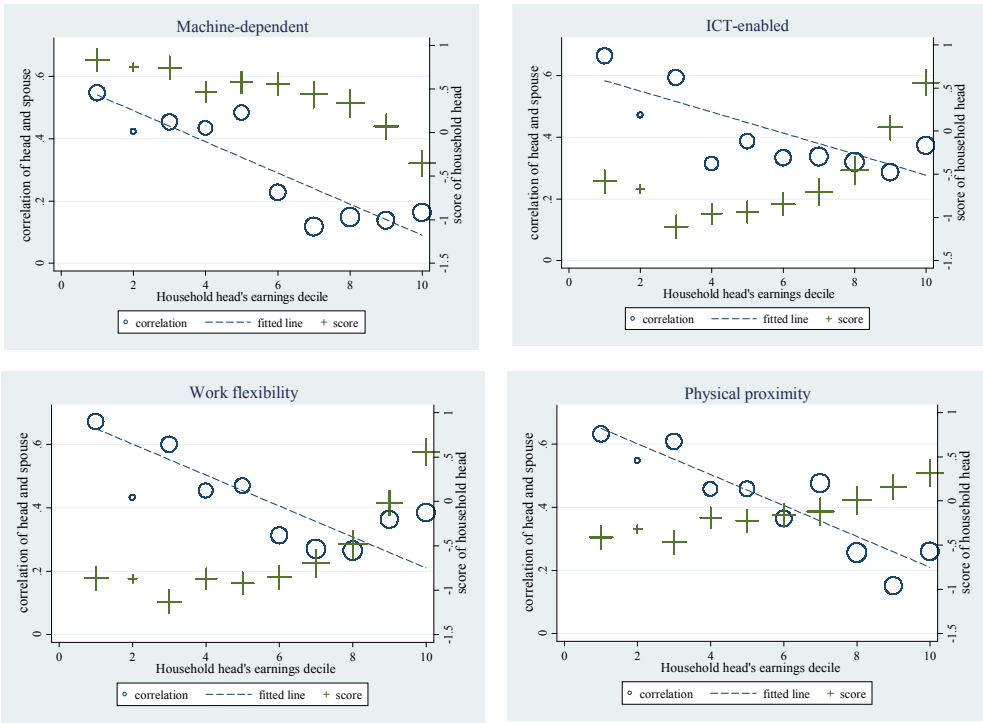 Machine-dependent
correlation of head and spouse
0 .2 .4 .6
score of household head
-1.5 -1 -.5 0 .5 1
0 2 4 6 8 10
Household head's earnings decile
correlation fitted line score
ICT-enabled
correlation of head and spouse
0 .2 .4 .6
score of household head
-1.5 -1 -.5 0 .5 1
0 2 4 6 8 10
Household head's earnings decile
correlation fitted line score
Work flexibility
correlation of head and spouse
0 .2 .4 .6
score of household head
-1.5 -1 -.5 0 .5 1
0 2 4 6 8 10
Household head's earnings decile
correlation fitted line score
Physical proximity
correlation of head and spouse
0 .2 .4 .6
score of household head
-1.5 -1 -.5 0 .5 1
0 2 4 6 8 10
Household head's earnings decile
correlation fitted line score